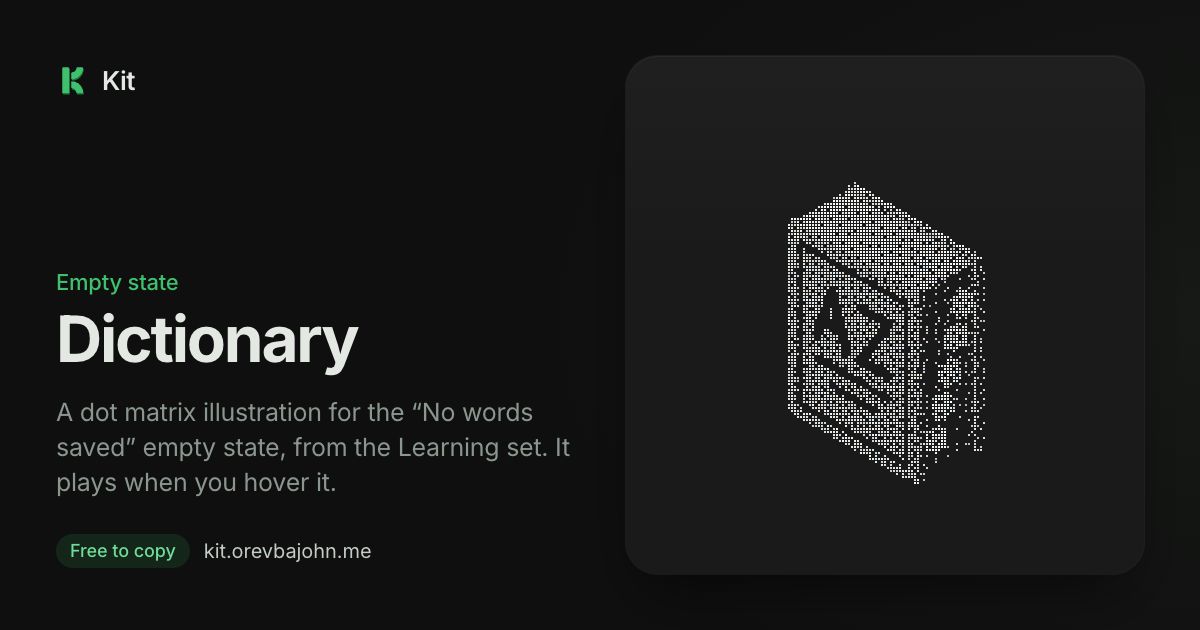 Kit
Empty state
Dictionary
A dot matrix illustration for the “No words
saved” empty state, from the Learning set. It
plays when you hover it.
Free to copy
kit.orevbajohn.me
AZ